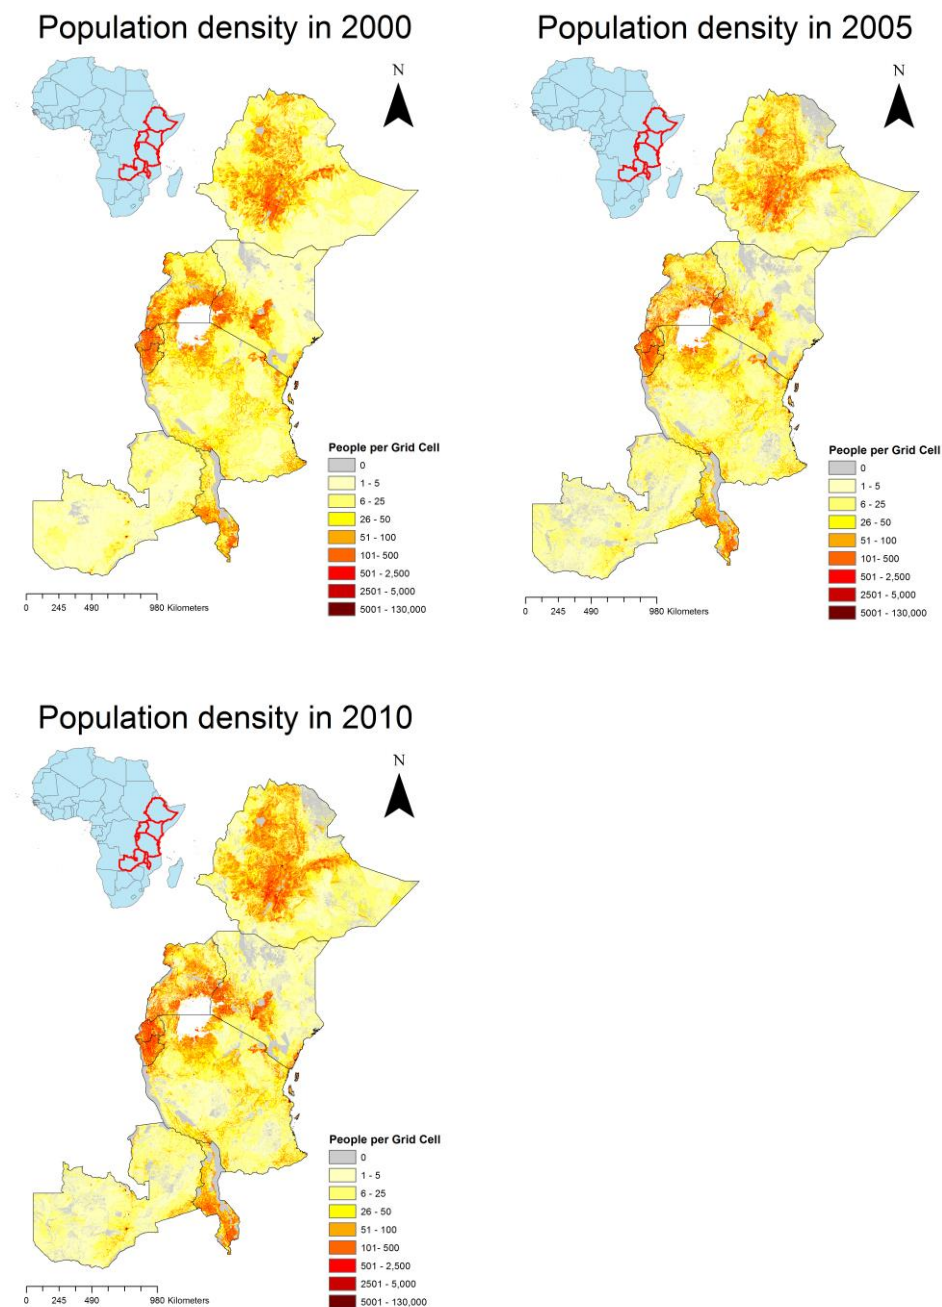 Population density in 2000
N
People per Grid Cell
0
1 - 5
6 - 25
26 - 50
51 - 100
101- 500
501 - 2,500
2501 - 5,000
5001 - 130,000
0 245 490 980 Kilometers
Population density in 2005
N
People per Grid Cell
0
1 - 5
6 - 25
26 - 50
51 - 100
101- 500
501 - 2,500
2501 - 5,000
5001 - 130,000
0 245 490 980 Kilometers
Population density in 2010
N
People per Grid Cell
0
1 - 5
6 - 25
26 - 50
51 - 100
101- 500
501 - 2,500
2501 - 5,000
5001 - 130,000
0 245 490 980 Kilometers